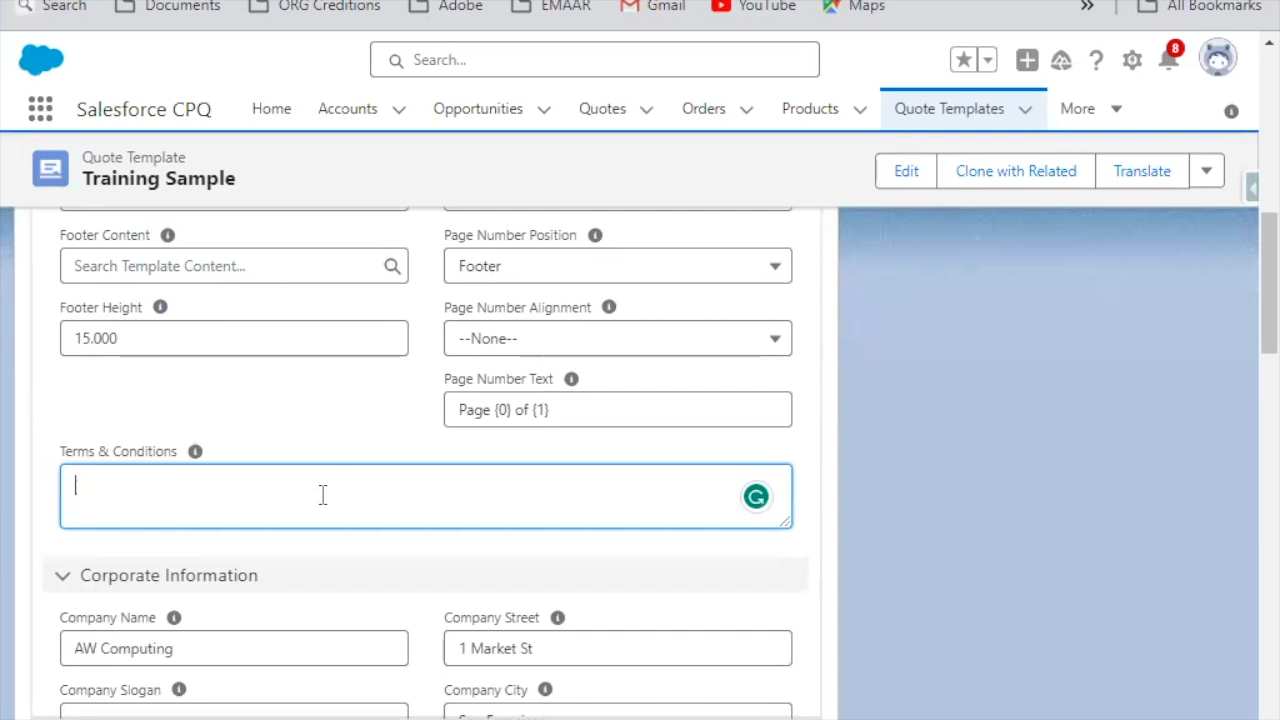 Search Documents ORG Creditions Adobe EMAAR Gmail YouTube Maps » All Bookmarks
Search... 8
Salesforce CPQ Home Accounts Opportunities Quotes Orders Products Quote Templates More
Quote Template
Training Sample
Edit Clone with Related Translate
Footer Content Page Number Position
Search Template Content... Footer
Footer Height Page Number Alignment
15.000 --None--
Page Number Text
Page {0} of {1}
Terms & Conditions
Corporate Information
Company Name Company Street
AW Computing 1 Market St
Company Slogan Company City